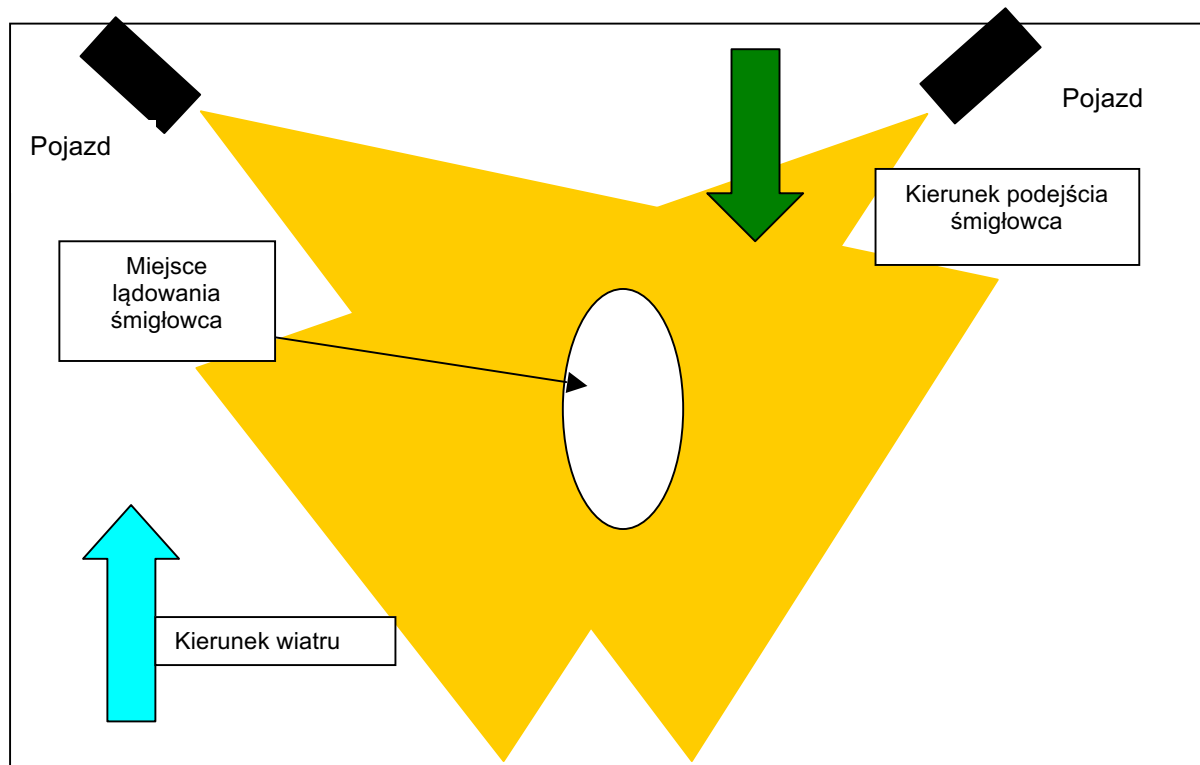 Pojazd
Pojazd
Kierunek podejścia
śmigłowca
Miejsce
lądowania
śmigłowca
Kierunek wiatru